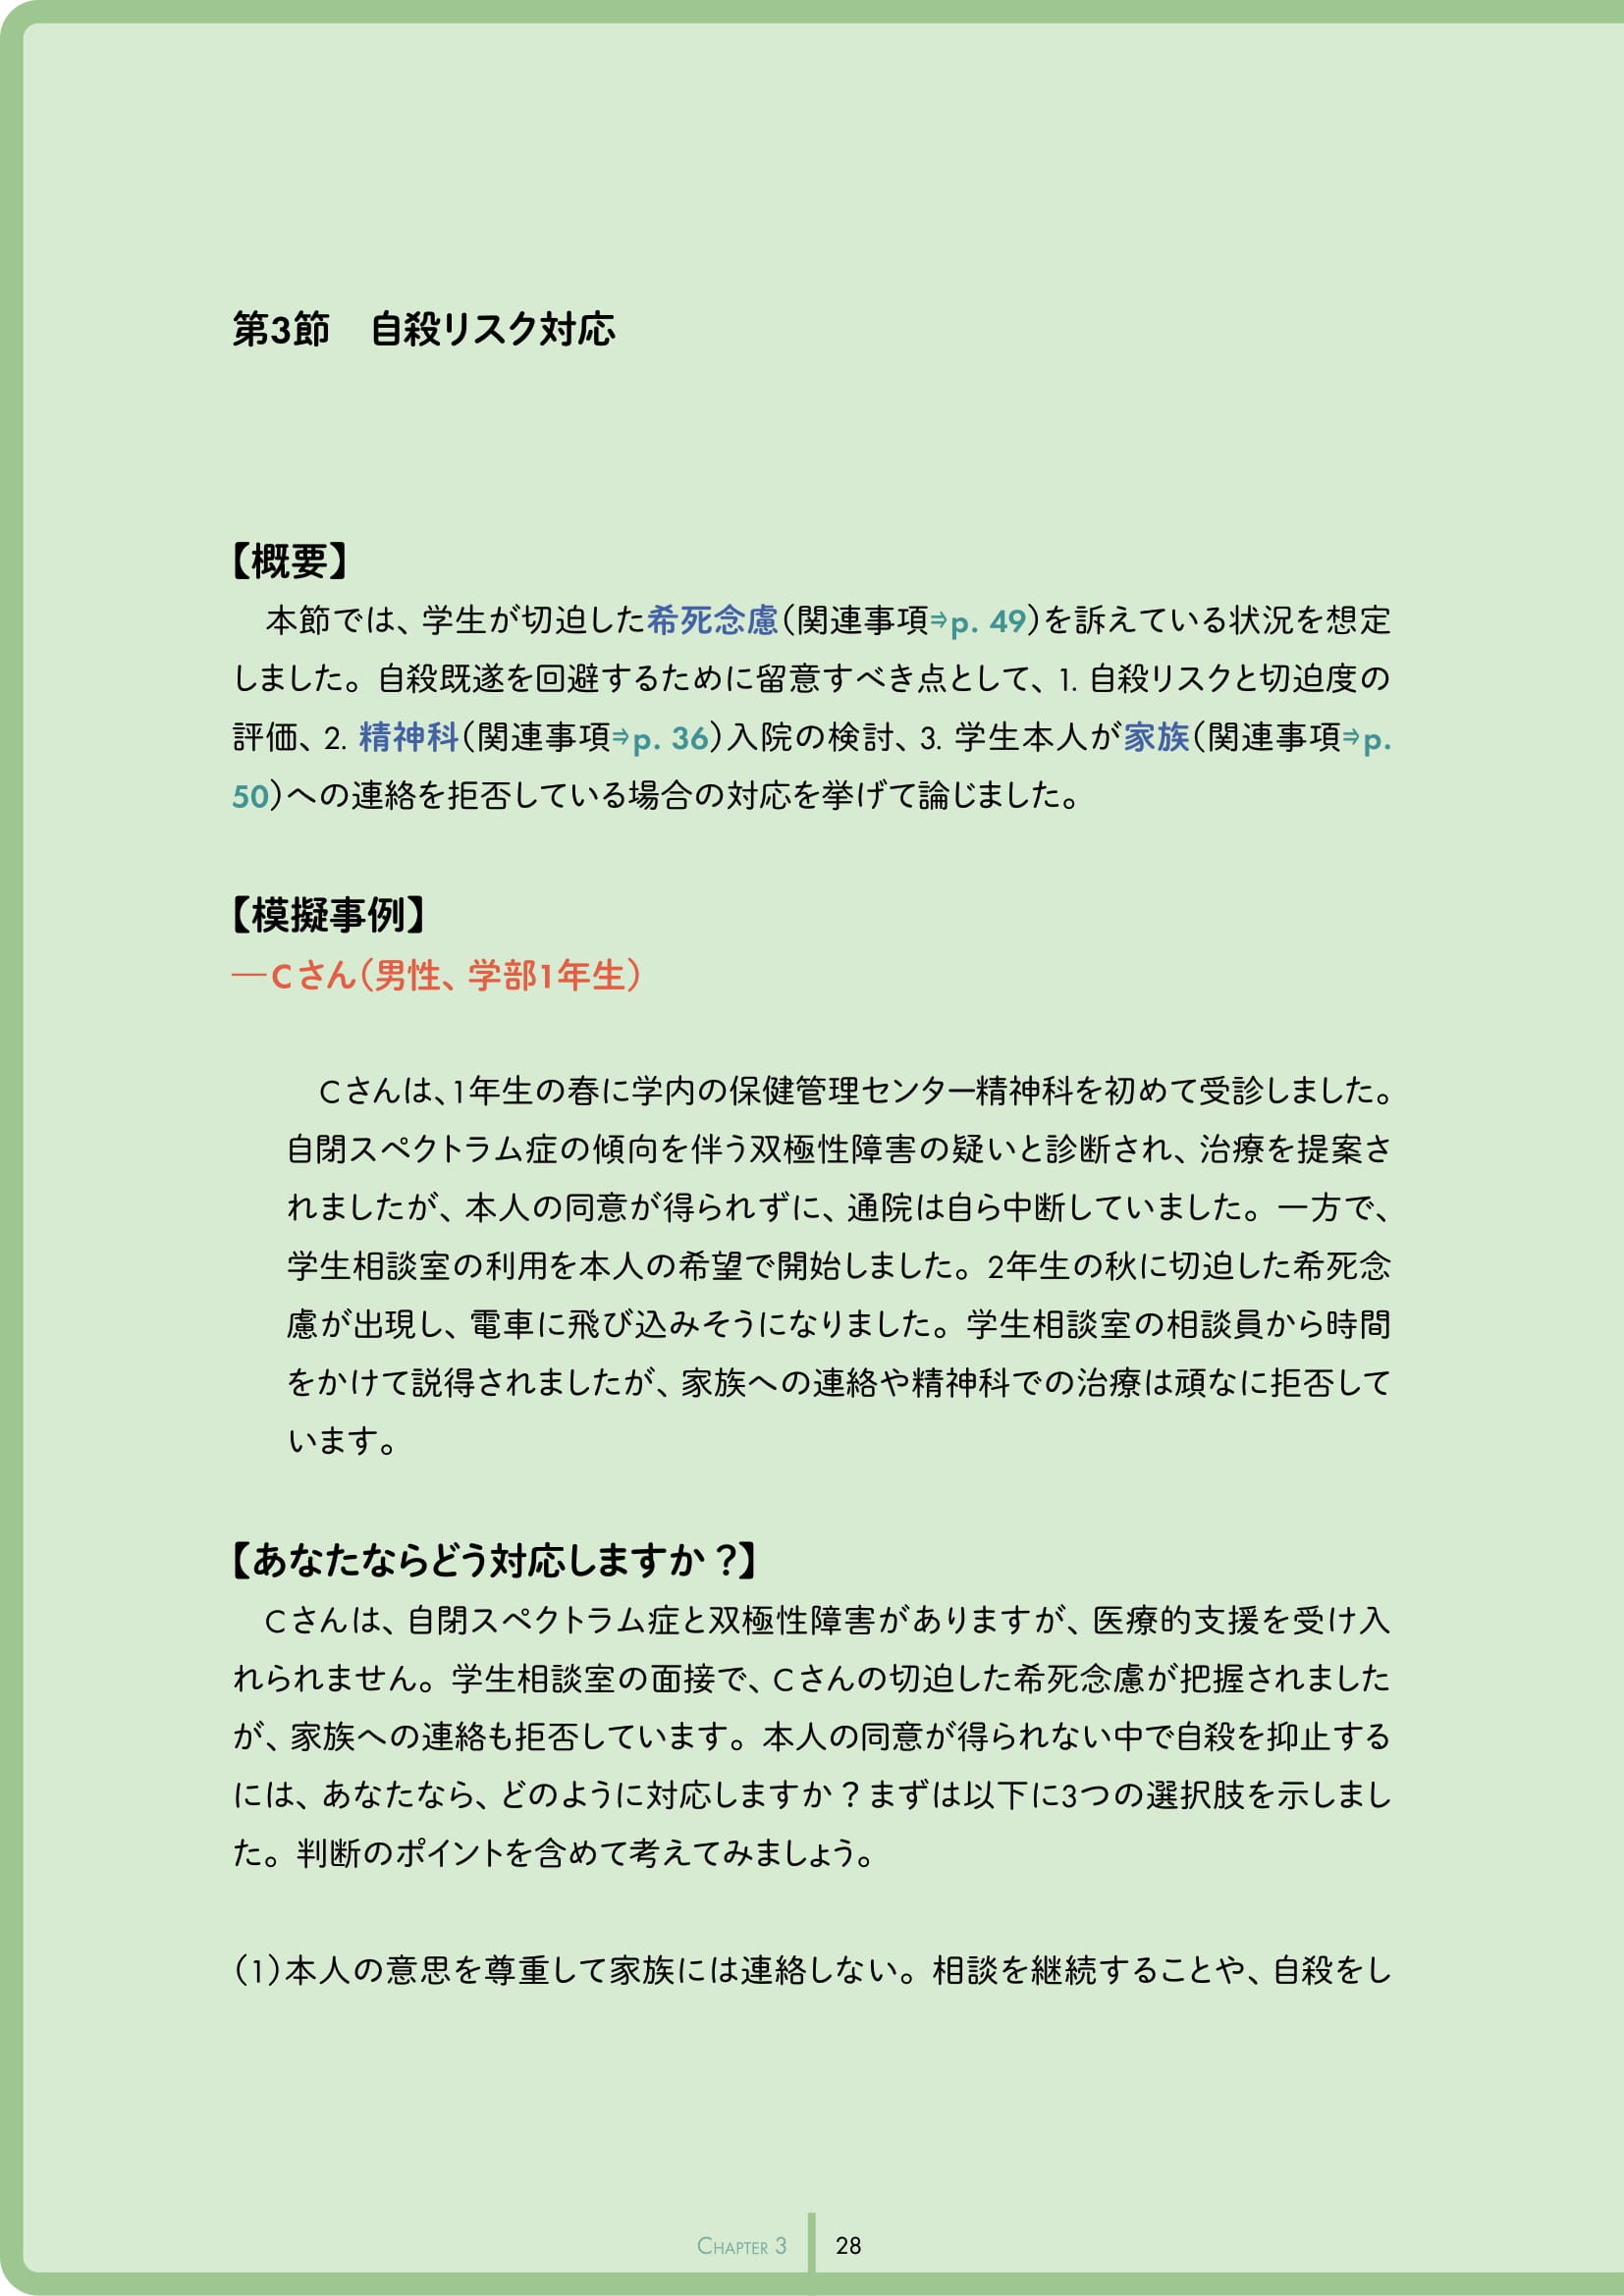 第3節　自殺リスク対応
【概要】
　本節では、学生が切迫した希死念慮（関連事項⇒p. 49）を訴えている状況を想定
しました。自殺既遂を回避するために留意すべき点として、1. 自殺リスクと切迫度の
評価、2. 精神科（関連事項⇒p. 36）入院の検討、3. 学生本人が家族（関連事項⇒p.
50）への連絡を拒否している場合の対応を挙げて論じました。
【模擬事例】
―Cさん（男性、学部1年生）
　Cさんは、1年生の春に学内の保健管理センター精神科を初めて受診しました。
自閉スペクトラム症の傾向を伴う双極性障害の疑いと診断され、治療を提案さ
れましたが、本人の同意が得られずに、通院は自ら中断していました。一方で、
学生相談室の利用を本人の希望で開始しました。2年生の秋に切迫した希死念
慮が出現し、電車に飛び込みそうになりました。学生相談室の相談員から時間
をかけて説得されましたが、家族への連絡や精神科での治療は頑なに拒否して
います。
【あなたならどう対応しますか？】
　Cさんは、自閉スペクトラム症と双極性障害がありますが、医療的支援を受け入
れられません。学生相談室の面接で、Cさんの切迫した希死念慮が把握されました
が、家族への連絡も拒否しています。本人の同意が得られない中で自殺を抑止する
には、あなたなら、どのように対応しますか？まずは以下に3つの選択肢を示しまし
た。判断のポイントを含めて考えてみましょう。
（1）本人の意思を尊重して家族には連絡しない。相談を継続することや、自殺をし
Chapter 3
28